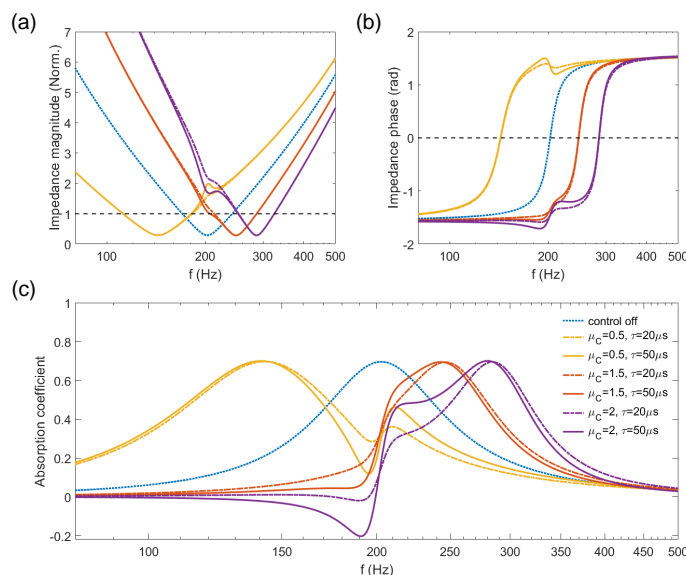 (a)
(b)
7
6
5
4
3
2
1
0
Impedance magnitude (Norm.)
100
200
300
400
500
f (Hz)
2
1
0
-1
-2
Impedance phase (rad)
100
200
300
400
500
f (Hz)
(c)
1
0.8
0.6
0.4
0.2
0
-0.2
Absorption coefficient
control off
μC=0.5, τ=20μs
μC=0.5, τ=50μs
μC=1.5, τ=20μs
μC=1.5, τ=50μs
μC=2, τ=20μs
μC=2, τ=50μs
100
150
200
250
300
350
400
450
500
f (Hz)